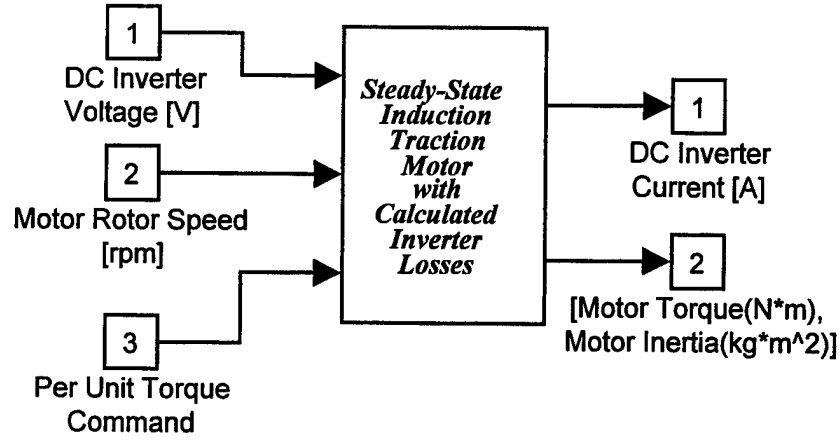 1
DC Inverter
Voltage [V]
2
Motor Rotor Speed
[rpm]
3
Per Unit Torque
Command
Steady-State
Induction
Traction
Motor
with
Calculated
Inverter
Losses
1
DC Inverter
Current [A]
2
[Motor Torque(N*m),
Motor Inertia(kg*m^2)]